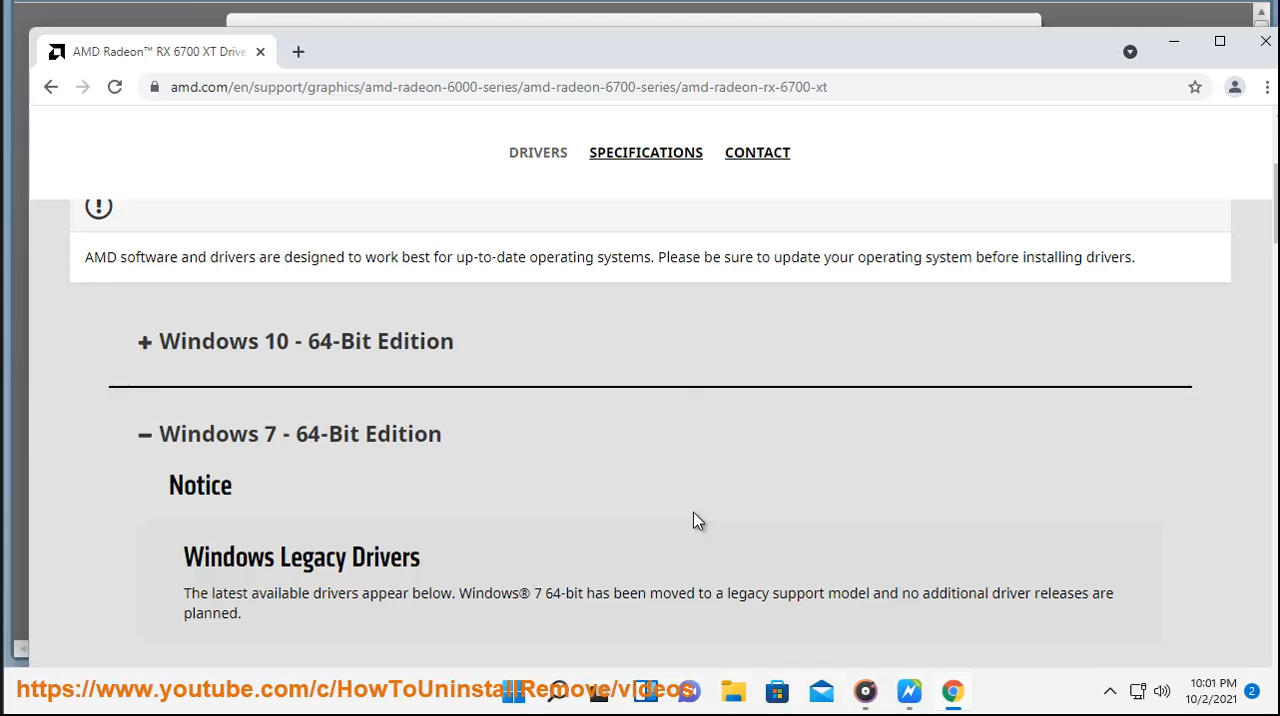 AMD Radeon™ RX 6700 XT Drive
amd.com/en/support/graphics/amd-radeon-6000-series/amd-radeon-6700-series/amd-radeon-rx-6700-xt
DRIVERS SPECIFICATIONS CONTACT
AMD software and drivers are designed to work best for up-to-date operating systems. Please be sure to update your operating system before installing drivers.
+ Windows 10 - 64-Bit Edition
− Windows 7 - 64-Bit Edition
Notice
Windows Legacy Drivers
The latest available drivers appear below. Windows® 7 64-bit has been moved to a legacy support model and no additional driver releases are
planned.
https://www.youtube.com/c/HowToUninstallRemove/videos
10:01 PM
10/2/2021
2